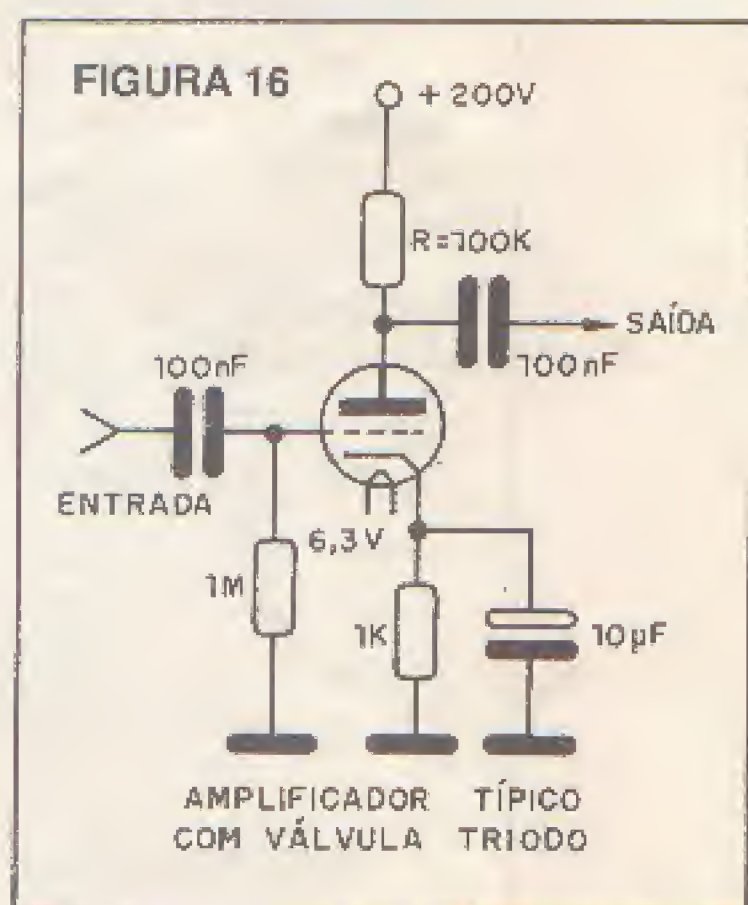 FIGURA 16
+ 200V
R=100K
SAÍDA
100nF
100nF
ENTRADA
6,3V
1M
1K
10µF
AMPLIFICADOR TÍPICO
COM VÁLVULA TRIODO